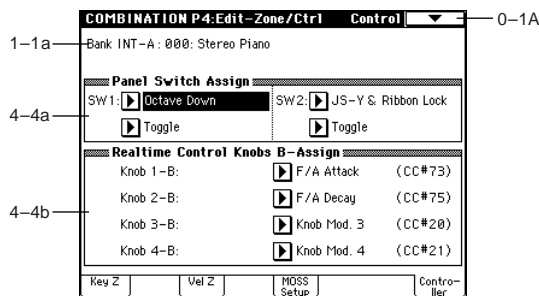 COMBINATION P4:Edit-Zone/Ctrl Control
0–1A
1–1a
Bank INT-A: 000: Stereo Piano
Panel Switch Assign
4–4a
SW1: Octave Down SW2: JS-Y & Ribbon Lock
Toggle Toggle
Realtime Control Knobs B-Assign
4–4b
Knob 1-B: F/A Attack (CC#73)
Knob 2-B: F/A Decay (CC#75)
Knob 3-B: Knob Mod. 3 (CC#20)
Knob 4-B: Knob Mod. 4 (CC#21)
Key Z Vel Z MOSS Setup Contro-ller